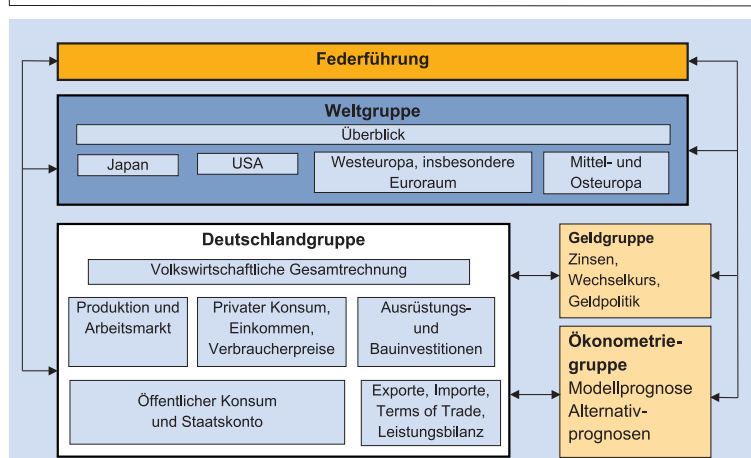 Federführung
Weltgruppe
Überblick
Japan
USA
Westeuropa, insbesondere
Euroraum
Mittel- und
Osteuropa
Deutschlandgruppe
Volkswirtschaftliche Gesamtrechnung
Produktion und
Arbeitsmarkt
Privater Konsum,
Einkommen,
Verbraucherpreise
Ausrüstungs-
und
Bauinvestitionen
Öffentlicher Konsum
und Staatskonto
Exporte, Importe,
Terms of Trade,
Leistungsbilanz
Geldgruppe
Zinsen,
Wechselkurs,
Geldpolitik
Ökonometrie-
gruppe
Modellprognose
Alternativ-
prognosen